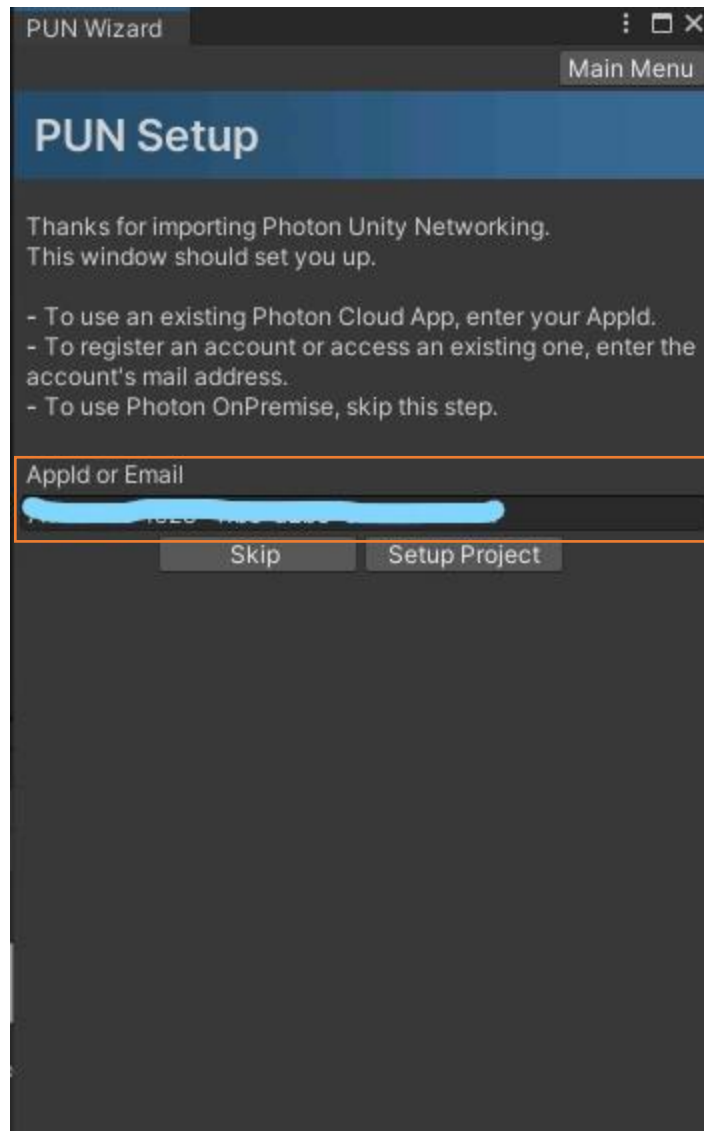 PUN Wizard
Main Menu
PUN Setup
Thanks for importing Photon Unity Networking.
This window should set you up.
- To use an existing Photon Cloud App, enter your AppId.
- To register an account or access an existing one, enter the
account's mail address.
- To use Photon OnPremise, skip this step.
AppId or Email
Skip
Setup Project